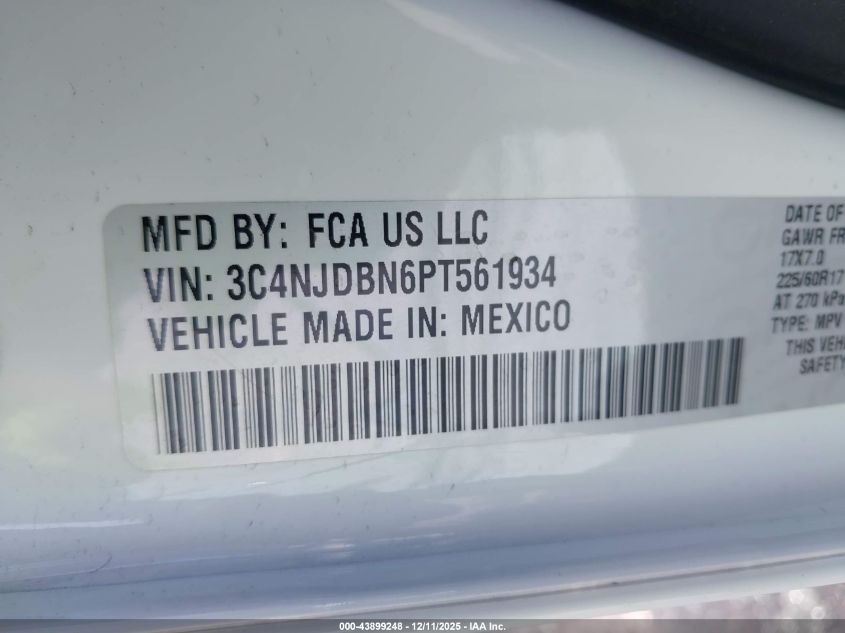 MFD BY: FCA US LLC
VIN: 3C4NJDBN6PT561934
VEHICLE MADE IN: MEXICO
DATE OF
GAWR FR
17X7.0
225/60R17
AT 270 kPa
TYPE: MPV
THIS VEHI
SAFETY
000-43899248 - 12/11/2025 - IAA Inc.